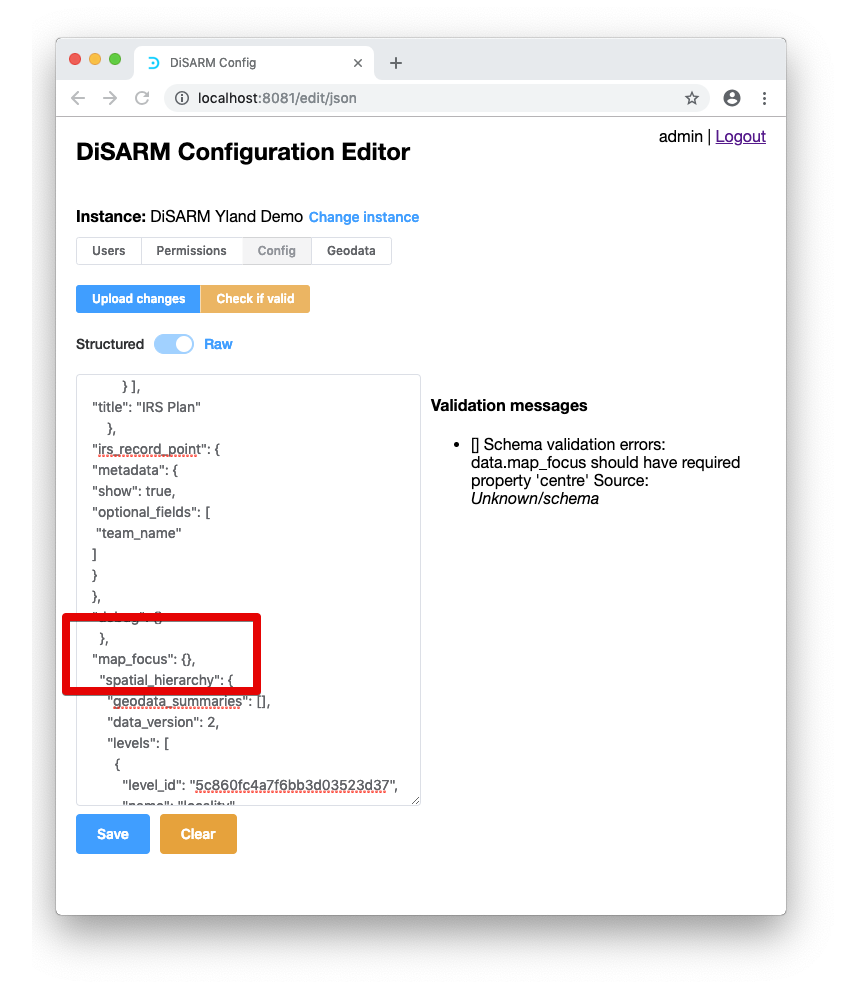 DiSARM Config
localhost:8081/edit/json
admin | Logout
DiSARM Configuration Editor
Instance: DiSARM Yland Demo Change instance
Users Permissions Config Geodata
Upload changes Check if valid
Structured Raw
} ],
"title": "IRS Plan"
},
"irs_record_point": {
"metadata": {
"show": true,
"optional_fields": [
"team_name"
]
}
},
"debug": {}
},
"map_focus": {},
"spatial_hierarchy": {
"geodata_summaries": [],
"data_version": 2,
"levels": [
{
"level_id": "5c860fc4a7f6bb3d03523d37",
"name": "locality"
Validation messages
• [] Schema validation errors:
data.map_focus should have required
property 'centre' Source:
Unknown/schema
Save Clear